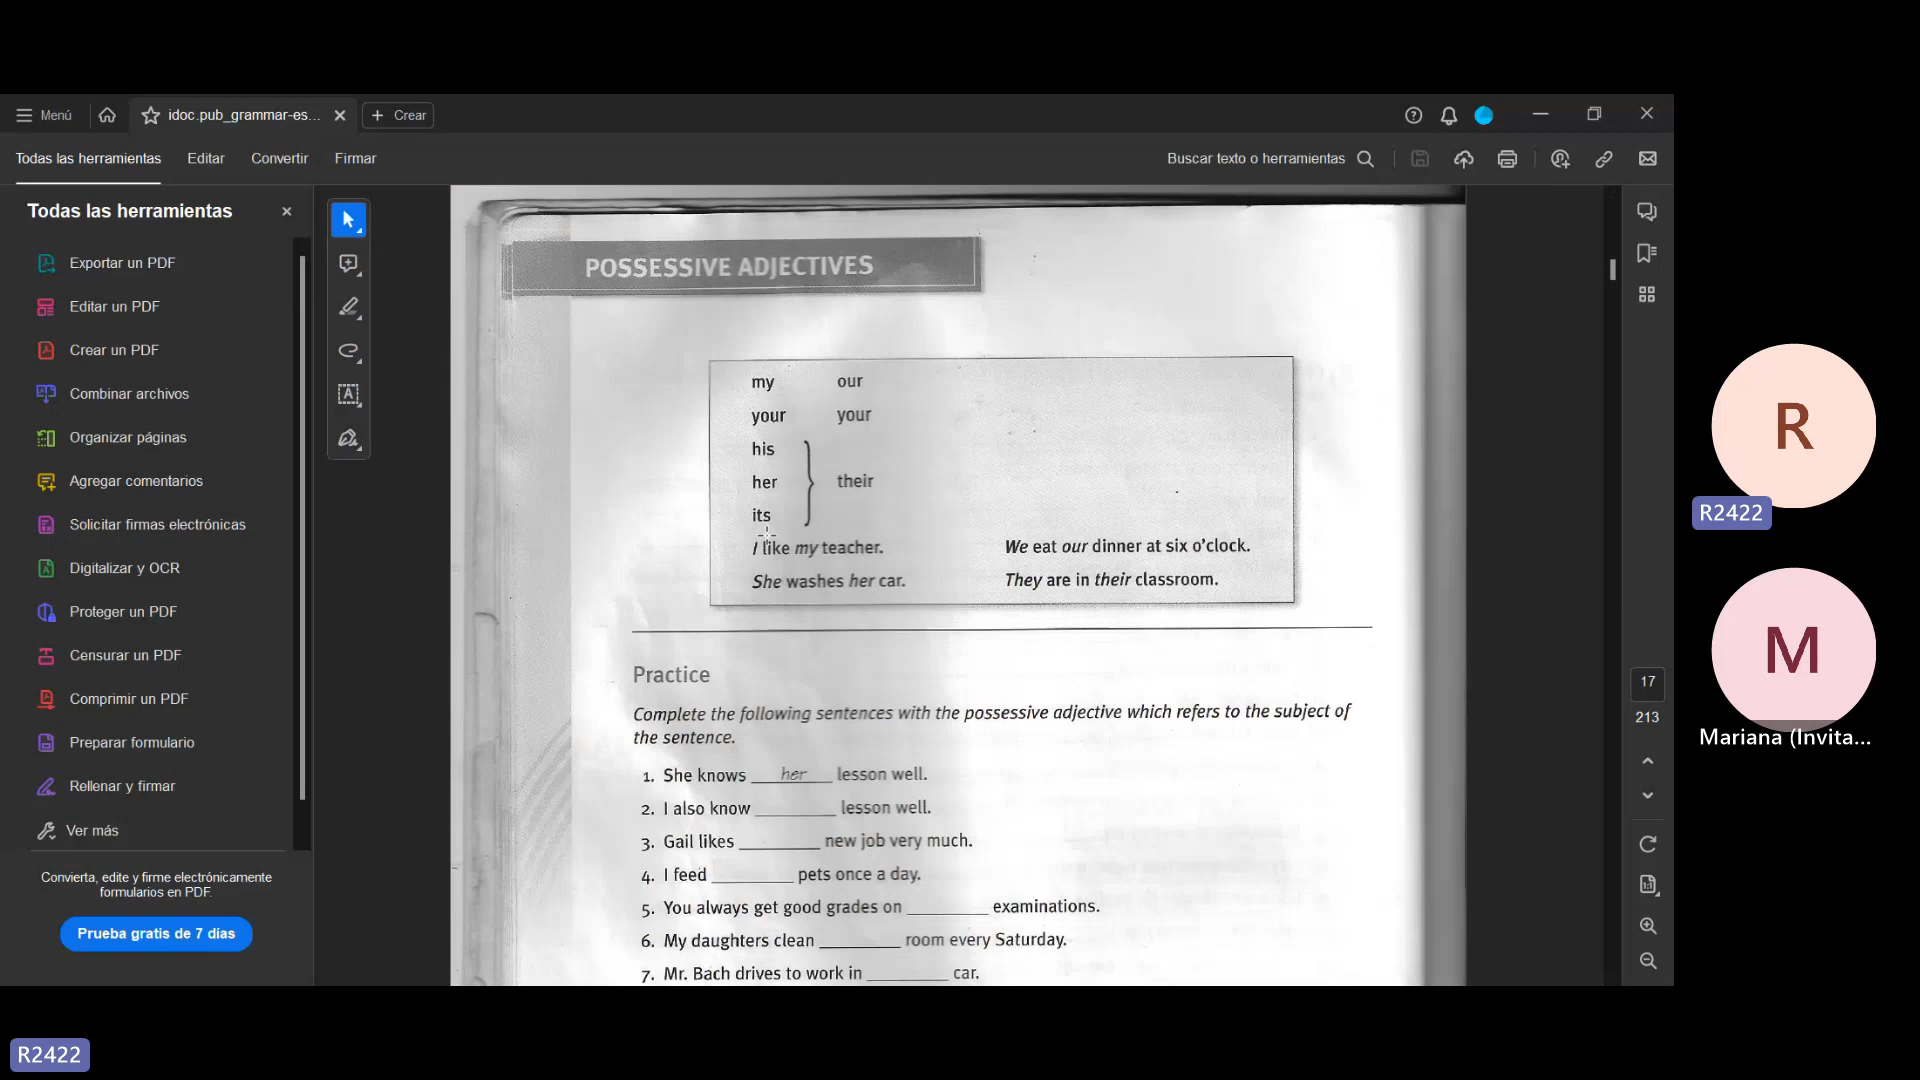 Menú
idoc.pub_grammar-es...
Crear
Todas las herramientas
Editar
Convertir
Firmar
Buscar texto o herramientas
Todas las herramientas
Exportar un PDF
Editar un PDF
Crear un PDF
Combinar archivos
Organizar páginas
Agregar comentarios
Solicitar firmas electrónicas
Digitalizar y OCR
Proteger un PDF
Censurar un PDF
Comprimir un PDF
Preparar formulario
Rellenar y firmar
Ver más
Convierta, edite y firme electrónicamente
formularios en PDF.
Prueba gratis de 7 días
POSSESSIVE ADJECTIVES
my our
your your
his
her their
its
I like my teacher. We eat our dinner at six o'clock.
She washes her car. They are in their classroom.
Practice
Complete the following sentences with the possessive adjective which refers to the subject of
the sentence.
1. She knows her lesson well.
2. I also know ________ lesson well.
3. Gail likes ________ new job very much.
4. I feed ________ pets once a day.
5. You always get good grades on ________ examinations.
6. My daughters clean ________ room every Saturday.
7. Mr. Bach drives to work in ________ car.
17
213
R
R2422
M
Mariana (Invita...
R2422